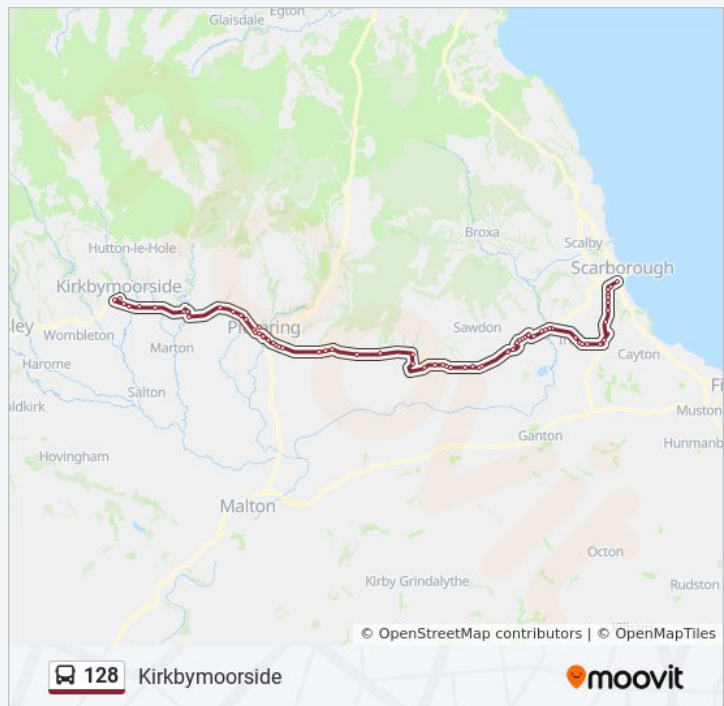 Egton
Glaisdale
Hutton-le-Hole
Broxa
Scalby
Scarborough
Kirkbymoorside
Pickering
Sawdon
Wombleton
Marton
Cayton
Harome
Salton
Muston
Ganton
Hunmanb
Hovingham
Malton
Octon
Kirby Grindalythe
Rudston
© OpenStreetMap contributors | © OpenMapTiles
128 Kirkbymoorside
moovit